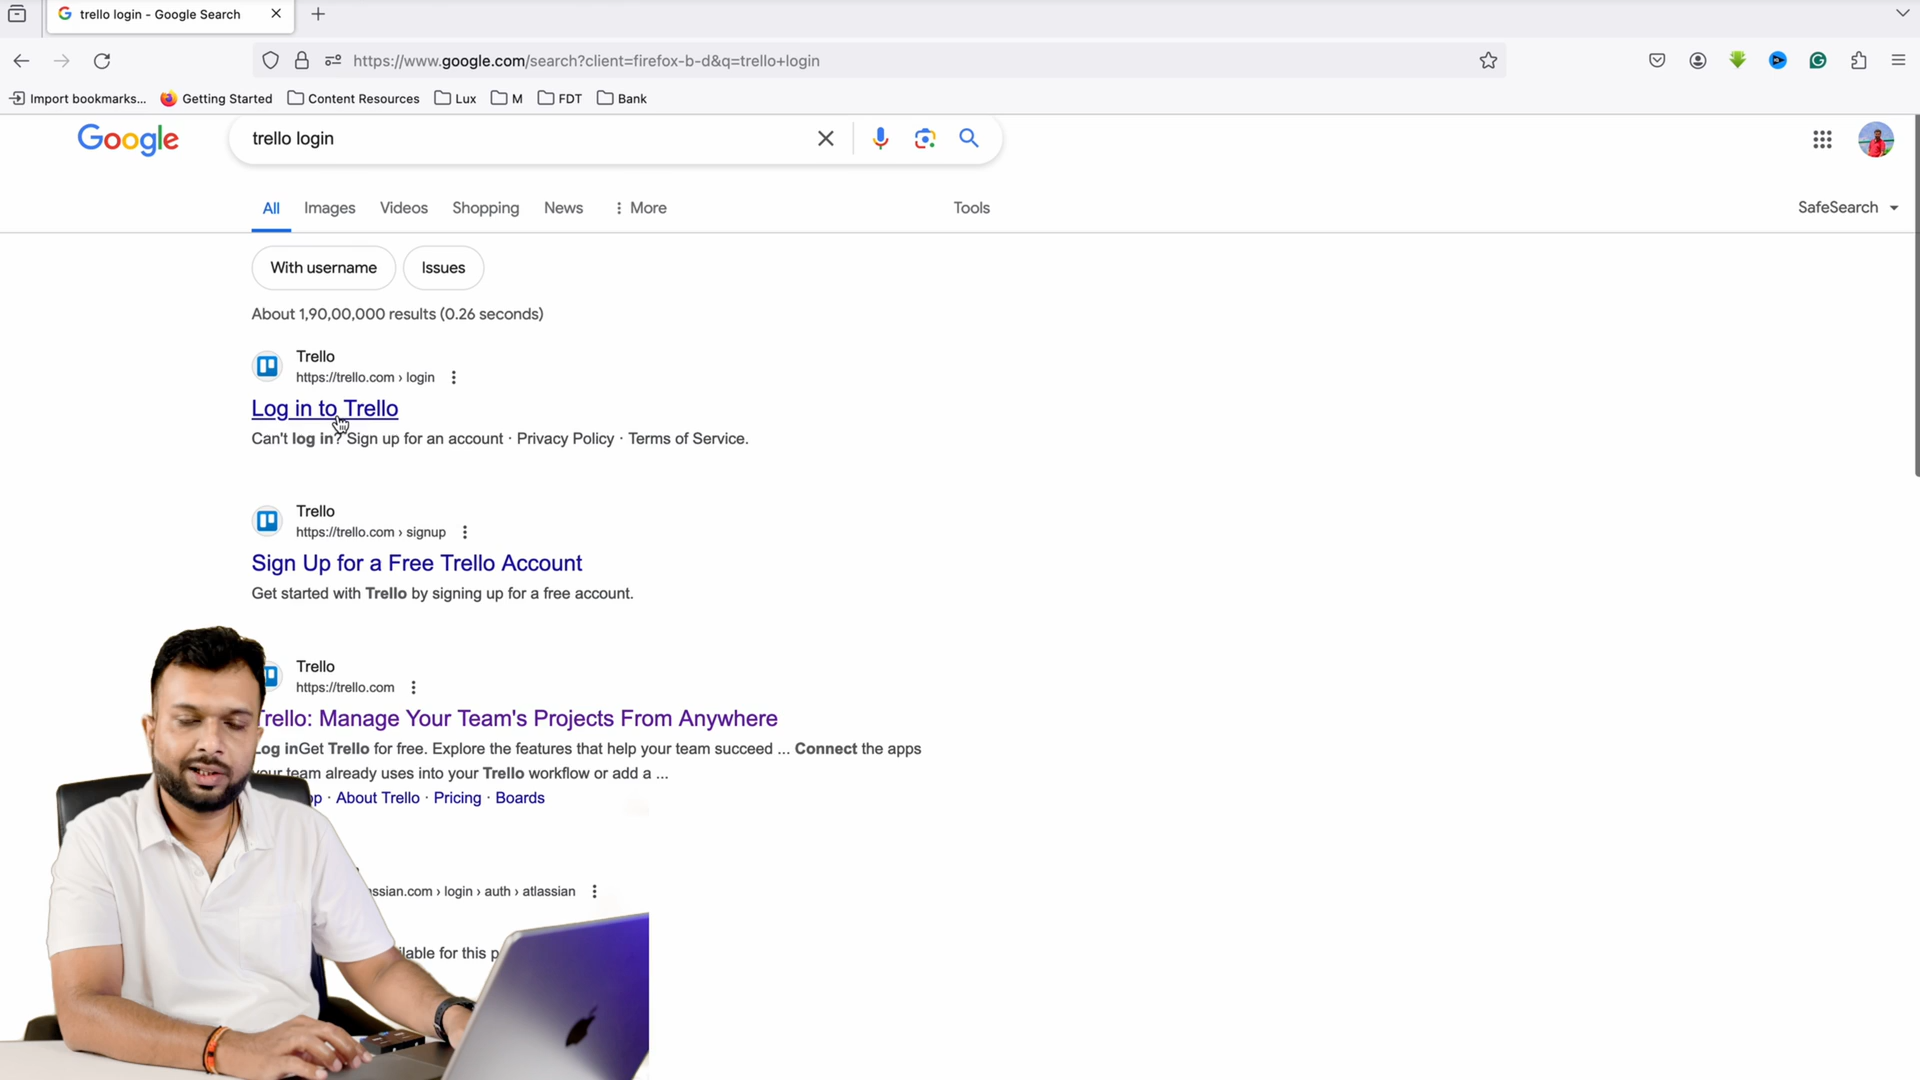 trello login - Google Search
https://www.google.com/search?client=firefox-b-d&q=trello+login
Import bookmarks... Getting Started Content Resources Lux M FDT Bank
Google trello login
All Images Videos Shopping News More Tools SafeSearch
With username Issues
About 1,90,00,000 results (0.26 seconds)
Trello
https://trello.com › login
Log in to Trello
Can't log in? Sign up for an account · Privacy Policy · Terms of Service.
Trello
https://trello.com › signup
Sign Up for a Free Trello Account
Get started with Trello by signing up for a free account.
Trello
https://trello.com
Trello: Manage Your Team's Projects From Anywhere
Log inGet Trello for free. Explore the features that help your team succeed ... Connect the apps
your team already uses into your Trello workflow or add a ...
· About Trello · Pricing · Boards
ssian.com › login › auth › atlassian
for this